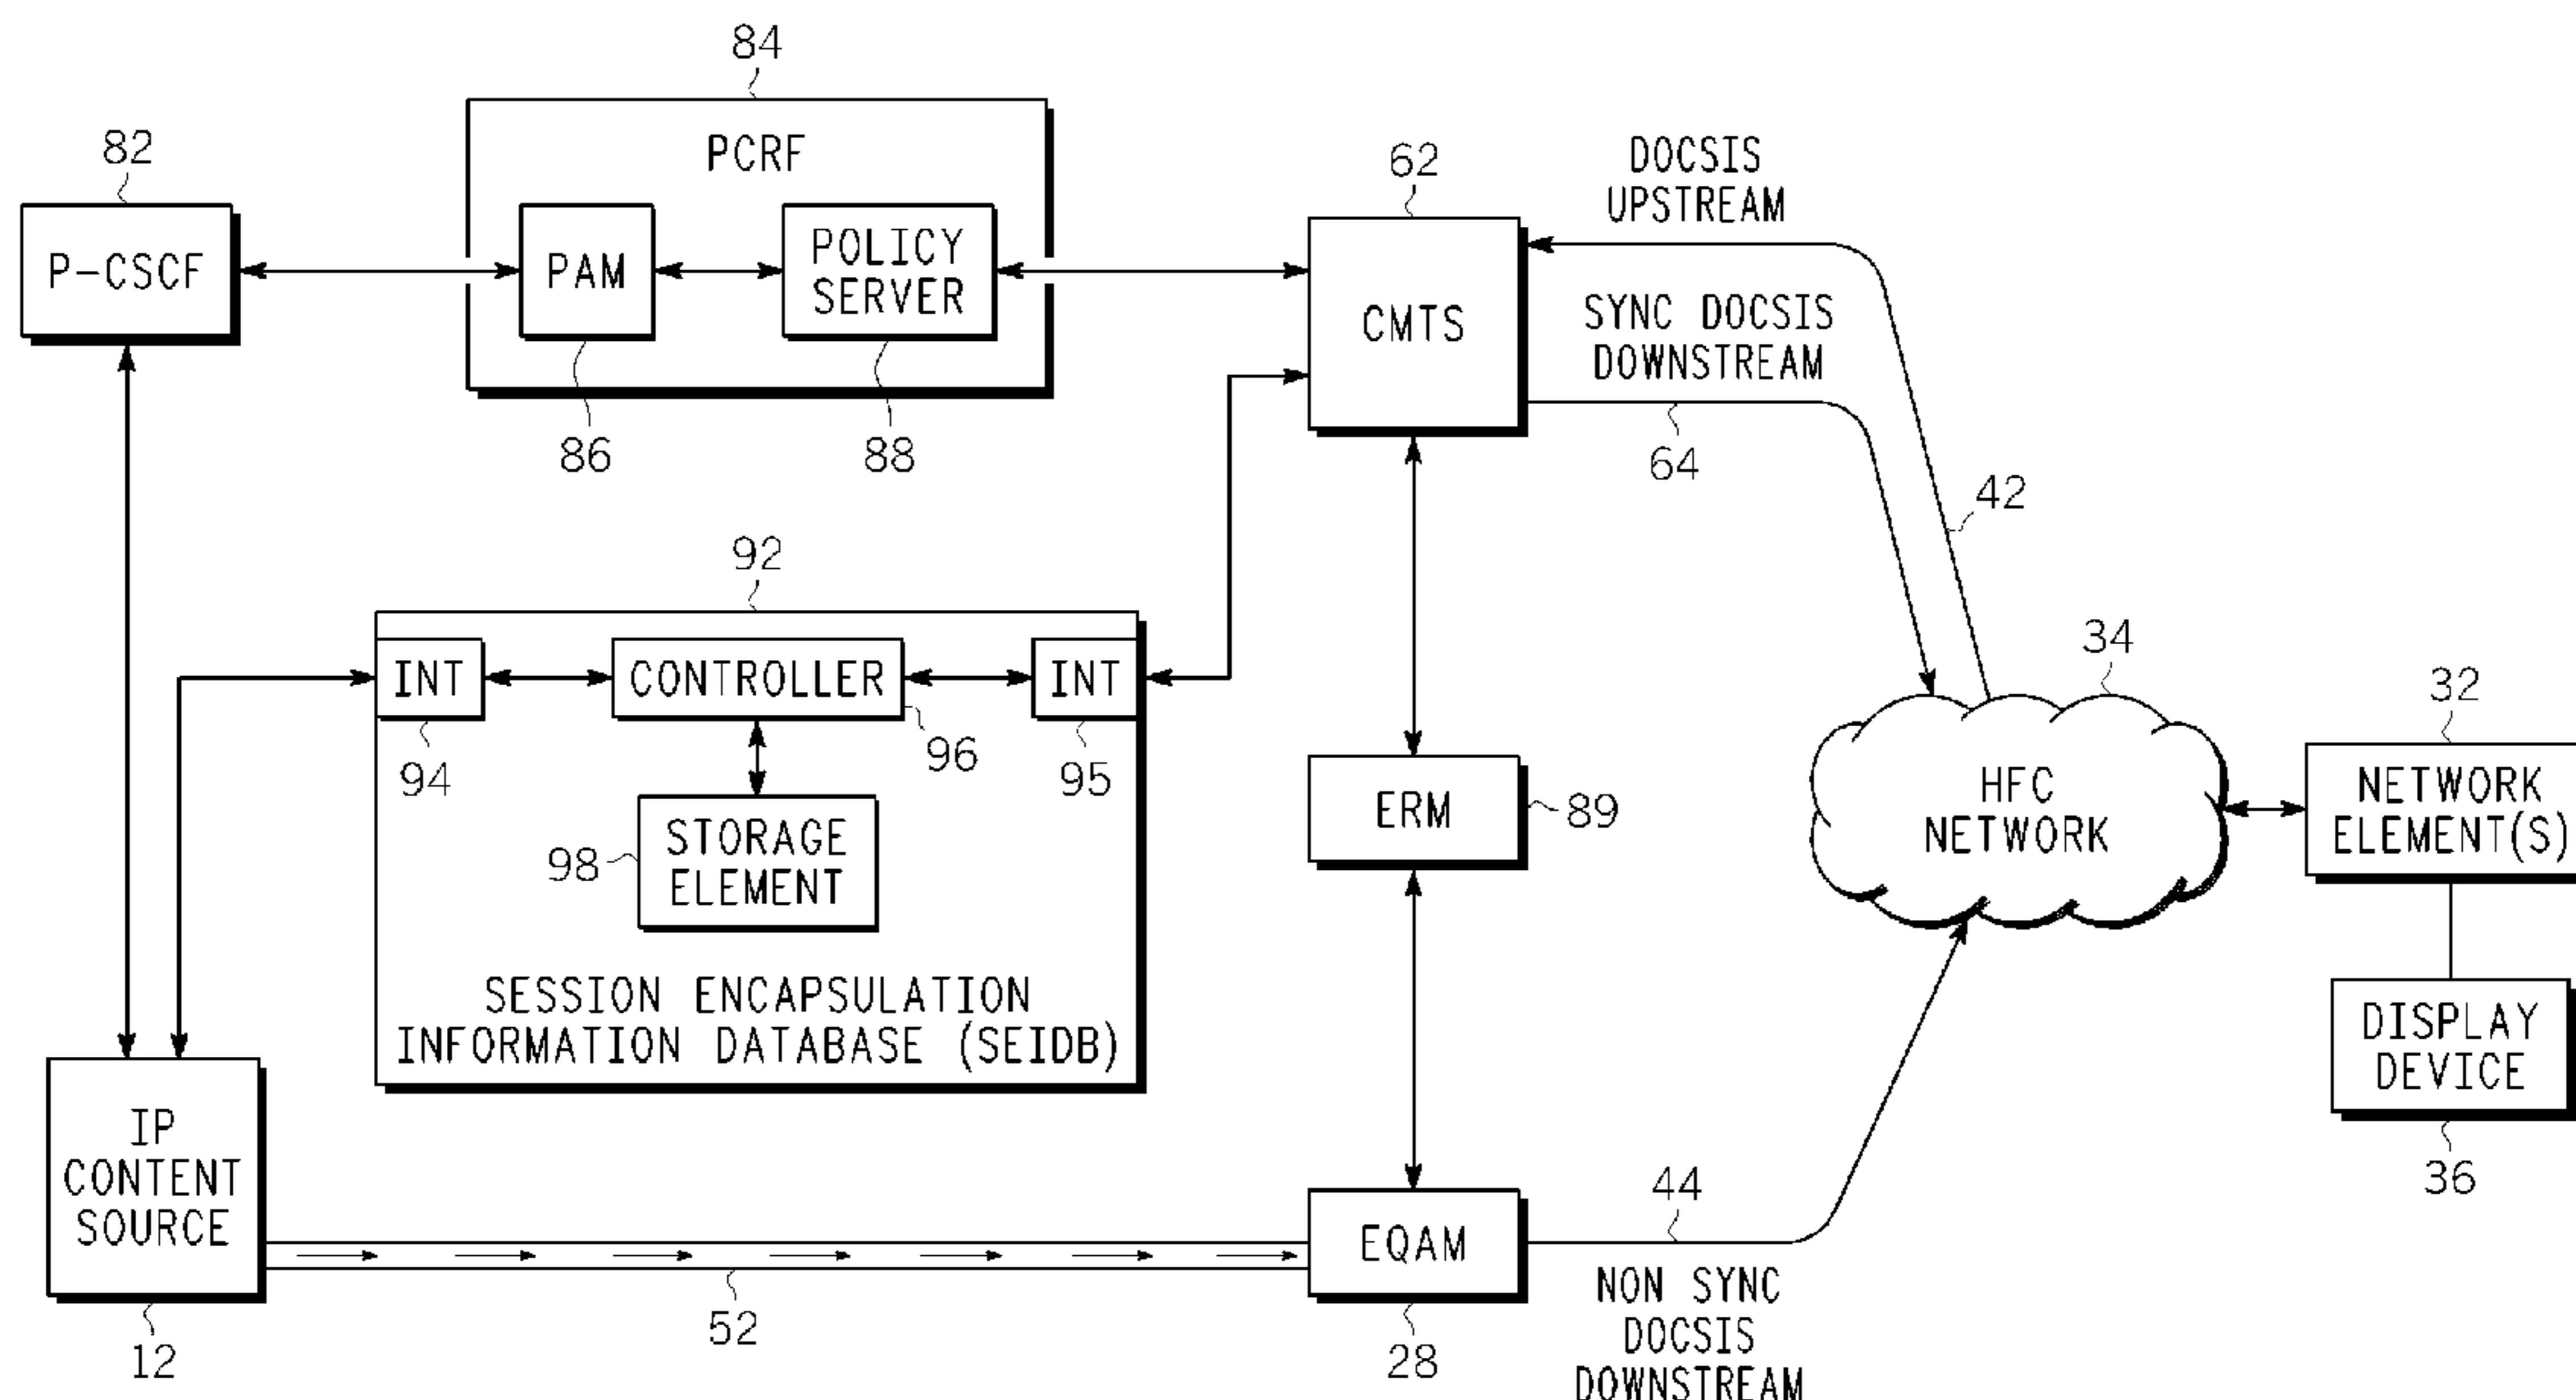 84
PCRF
82
P-CSCF
PAM
POLICY
SERVER
86
88
62
CMTS
DOCSIS
UPSTREAM
SYNC DOCSIS
DOWNSTREAM
64
42
92
INT
CONTROLLER
INT
94
96
95
98
STORAGE
ELEMENT
SESSION ENCAPSULATION
INFORMATION DATABASE (SEIDB)
ERM
89
34
HFC
NETWORK
32
NETWORK
ELEMENT(S)
DISPLAY
DEVICE
36
IP
CONTENT
SOURCE
12
52
EQAM
28
44
NON SYNC
DOCSIS
DOWNSTREAM